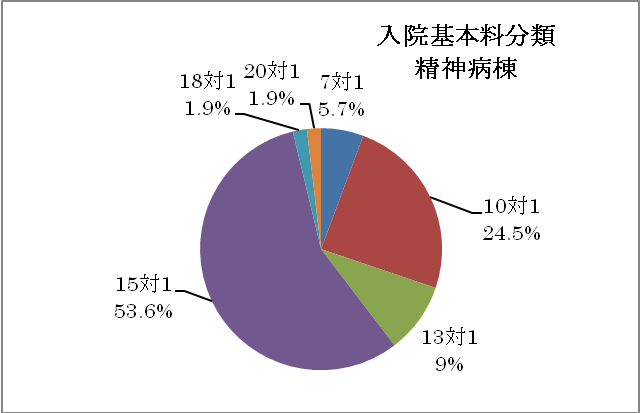 入院基本料分類
精神病棟
7対1
5.7%
10対1
24.5%
13対1
9%
15対1
53.6%
18対1
1.9%
20対1
1.9%